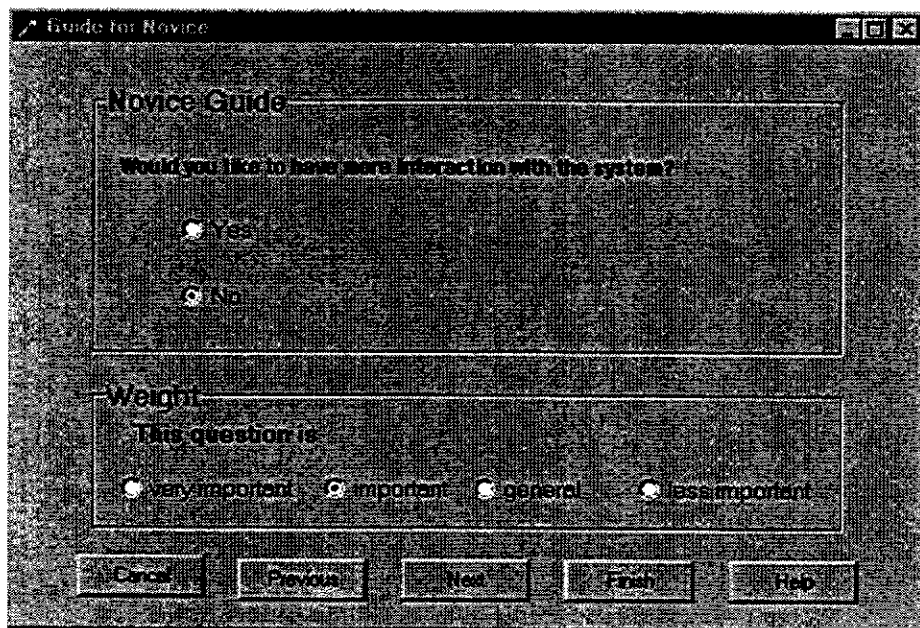 Guide for Novice
Novice Guide
Would you like to have more interaction with the system?
Yes
No
Weight
This question is
very important important general less important
Cancel Previous Next Finish Help